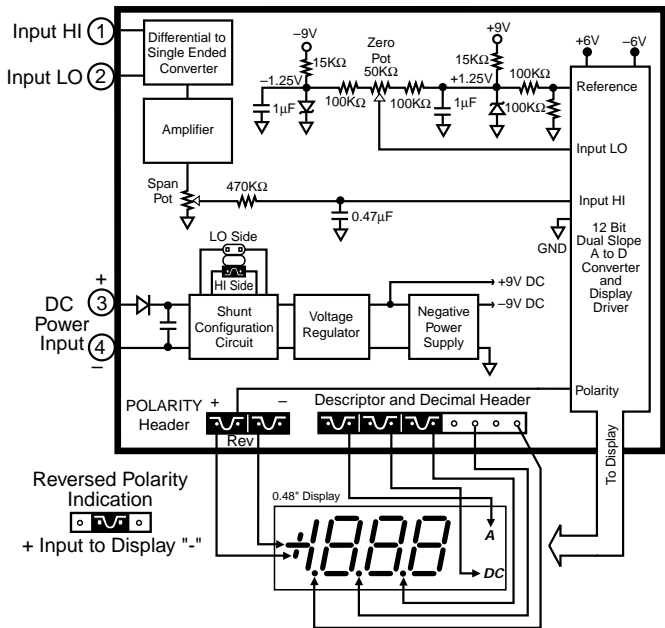 Input HI 1
Input LO 2
Differential to
Single Ended
Converter
Amplifier
Span
Pot
470KΩ
0.47µF
–9V
15KΩ
–1.25V
1µF
100KΩ
Zero
Pot
50KΩ
100KΩ
+1.25V
1µF
+9V
15KΩ
100KΩ
100KΩ
+6V
–6V
Reference
Input LO
Input HI
GND
12 Bit
Dual Slope
A to D
Converter
and
Display
Driver
Polarity
LO Side
HI Side
+
3
DC
Power
Input
4
–
Shunt
Configuration
Circuit
Voltage
Regulator
Negative
Power
Supply
+9V DC
–9V DC
POLARITY
Header
+
–
Rev
Descriptor and Decimal Header
To Display
Reversed Polarity
Indication
+ Input to Display "-"
0.48" Display
1.8.8.8
A
DC